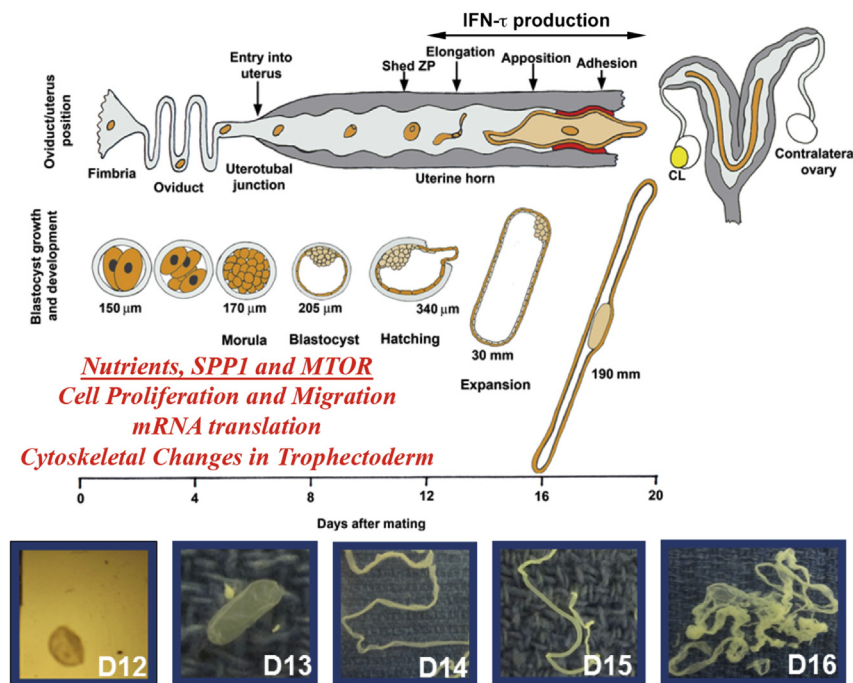 IFN-τ production
Entry into
uterus
Shed ZP
Elongation
Apposition
Adhesion
Oviduct/uterus
position
Fimbria
Oviduct
Uterotubal
junction
Uterine horn
CL
Contralatera
ovary
Blastocyst growth
and development
150 µm
170 µm
205 µm
340 µm
Morula
Blastocyst
Hatching
30 mm
Expansion
190 mm
Nutrients, SPP1 and MTOR
Cell Proliferation and Migration
mRNA translation
Cytoskeletal Changes in Trophectoderm
0 4 8 12 16 20
Days after mating
D12
D13
D14
D15
D16